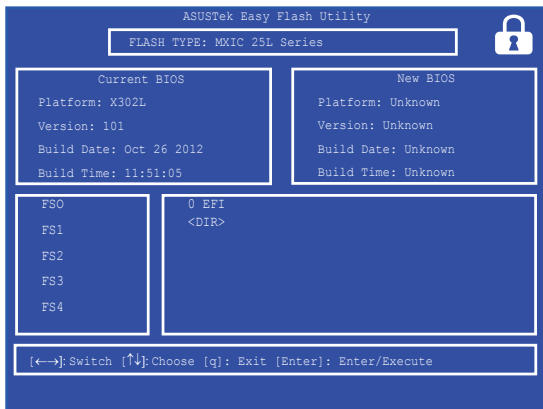 ASUSTek Easy Flash Utility
FLASH TYPE: MXIC 25L Series
Current BIOS
Platform: X302L
Version: 101
Build Date: Oct 26 2012
Build Time: 11:51:05
New BIOS
Platform: Unknown
Version: Unknown
Build Date: Unknown
Build Time: Unknown
FSO
FS1
FS2
FS3
FS4
0 EFI
<DIR>
[←→]: Switch [↑↓]: Choose [q]: Exit [Enter]: Enter/Execute